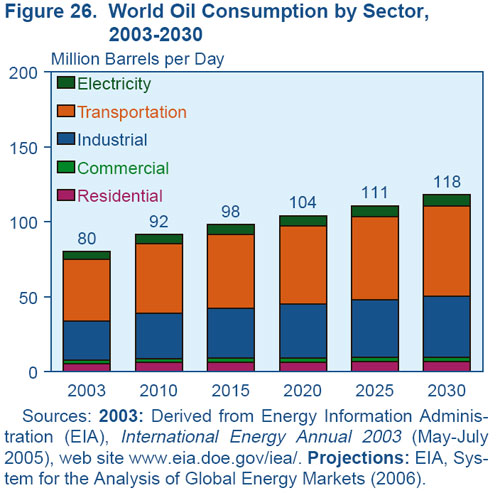 Figure 26. World Oil Consumption by Sector,
2003-2030
Million Barrels per Day
200
Electricity
Transportation
Industrial
Commercial
Residential
150
100
50
0
80
92
98
104
111
118
2003 2010 2015 2020 2025 2030
Sources: 2003: Derived from Energy Information Adminis-
tration (EIA), International Energy Annual 2003 (May-July
2005), web site www.eia.doe.gov/iea/. Projections: EIA, Sys-
tem for the Analysis of Global Energy Markets (2006).